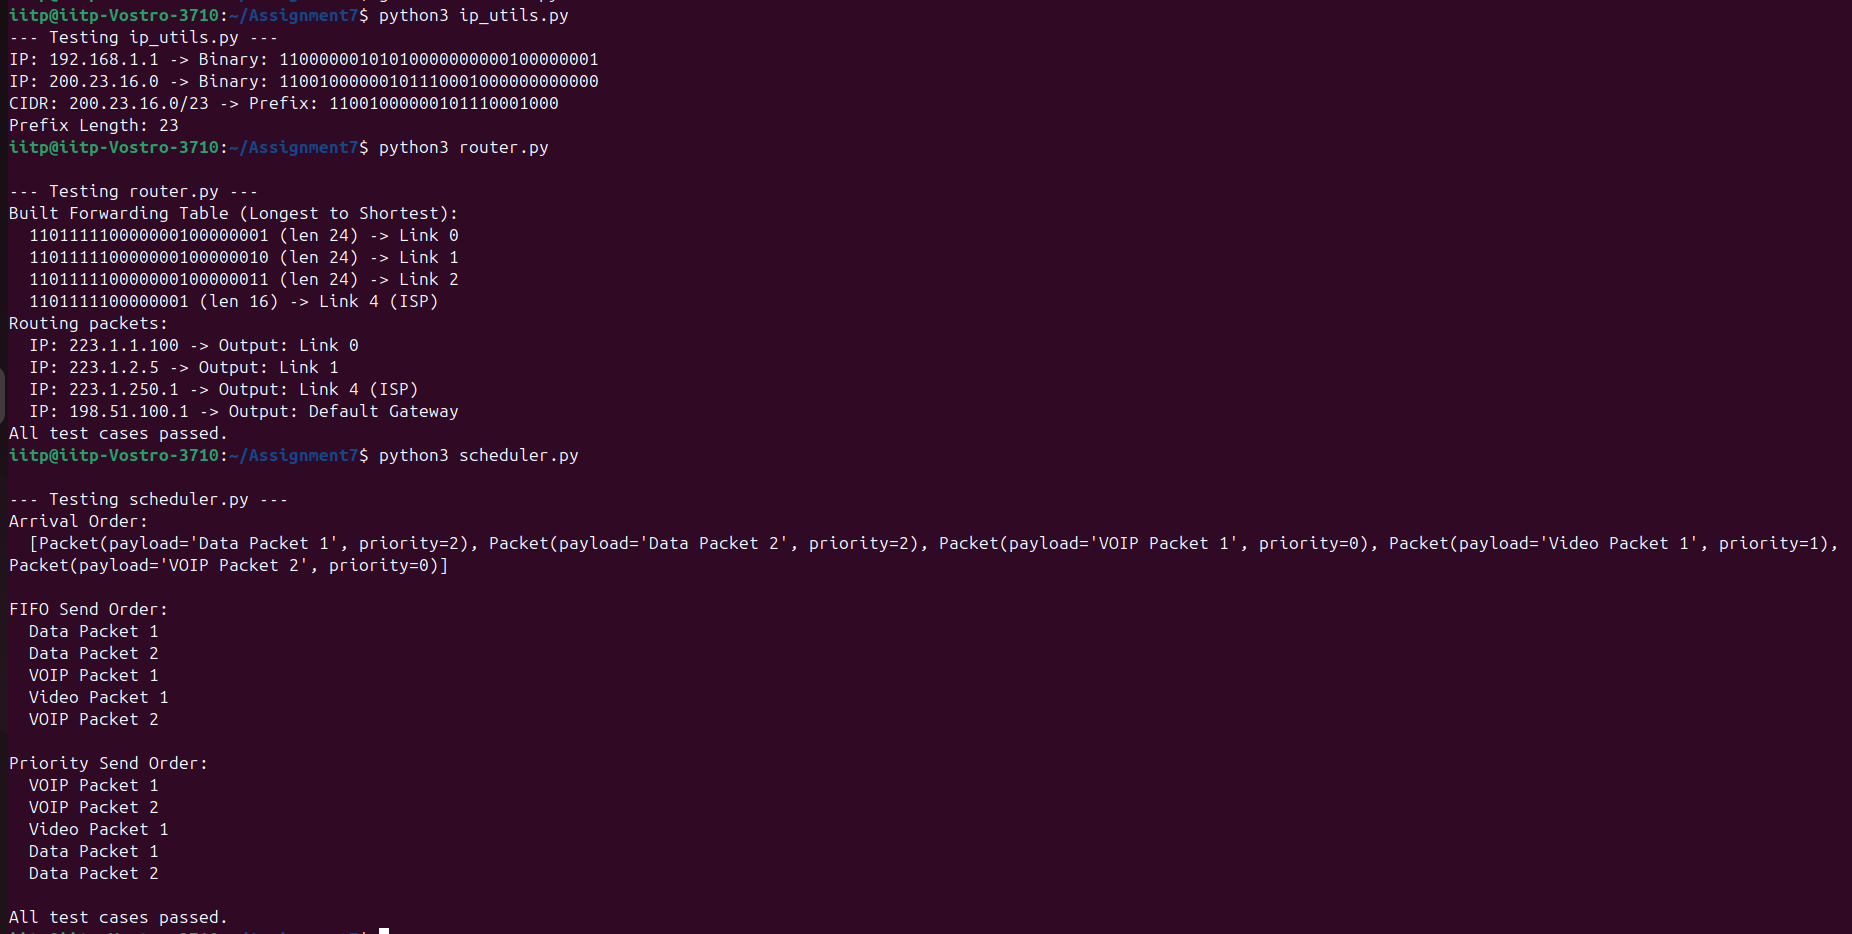 iitp@iitp-Vostro-3710:~/Assignment7$ python3 ip_utils.py
--- Testing ip_utils.py ---
IP: 192.168.1.1 -> Binary: 11000000101010000000000100000001
IP: 200.23.16.0 -> Binary: 11001000000101110001000000000000
CIDR: 200.23.16.0/23 -> Prefix: 11001000000101110001000
Prefix Length: 23
iitp@iitp-Vostro-3710:~/Assignment7$ python3 router.py
--- Testing router.py ---
Built Forwarding Table (Longest to Shortest):
  110111110000000100000001 (len 24) -> Link 0
  110111110000000100000010 (len 24) -> Link 1
  110111110000000100000011 (len 24) -> Link 2
  1101111100000001 (len 16) -> Link 4 (ISP)
Routing packets:
  IP: 223.1.1.100 -> Output: Link 0
  IP: 223.1.2.5 -> Output: Link 1
  IP: 223.1.250.1 -> Output: Link 4 (ISP)
  IP: 198.51.100.1 -> Output: Default Gateway
All test cases passed.
iitp@iitp-Vostro-3710:~/Assignment7$ python3 scheduler.py
--- Testing scheduler.py ---
Arrival Order:
  [Packet(payload='Data Packet 1', priority=2), Packet(payload='Data Packet 2', priority=2), Packet(payload='VOIP Packet 1', priority=0), Packet(payload='Video Packet 1', priority=1),
Packet(payload='VOIP Packet 2', priority=0)]
FIFO Send Order:
  Data Packet 1
  Data Packet 2
  VOIP Packet 1
  Video Packet 1
  VOIP Packet 2
Priority Send Order:
  VOIP Packet 1
  VOIP Packet 2
  Video Packet 1
  Data Packet 1
  Data Packet 2
All test cases passed.